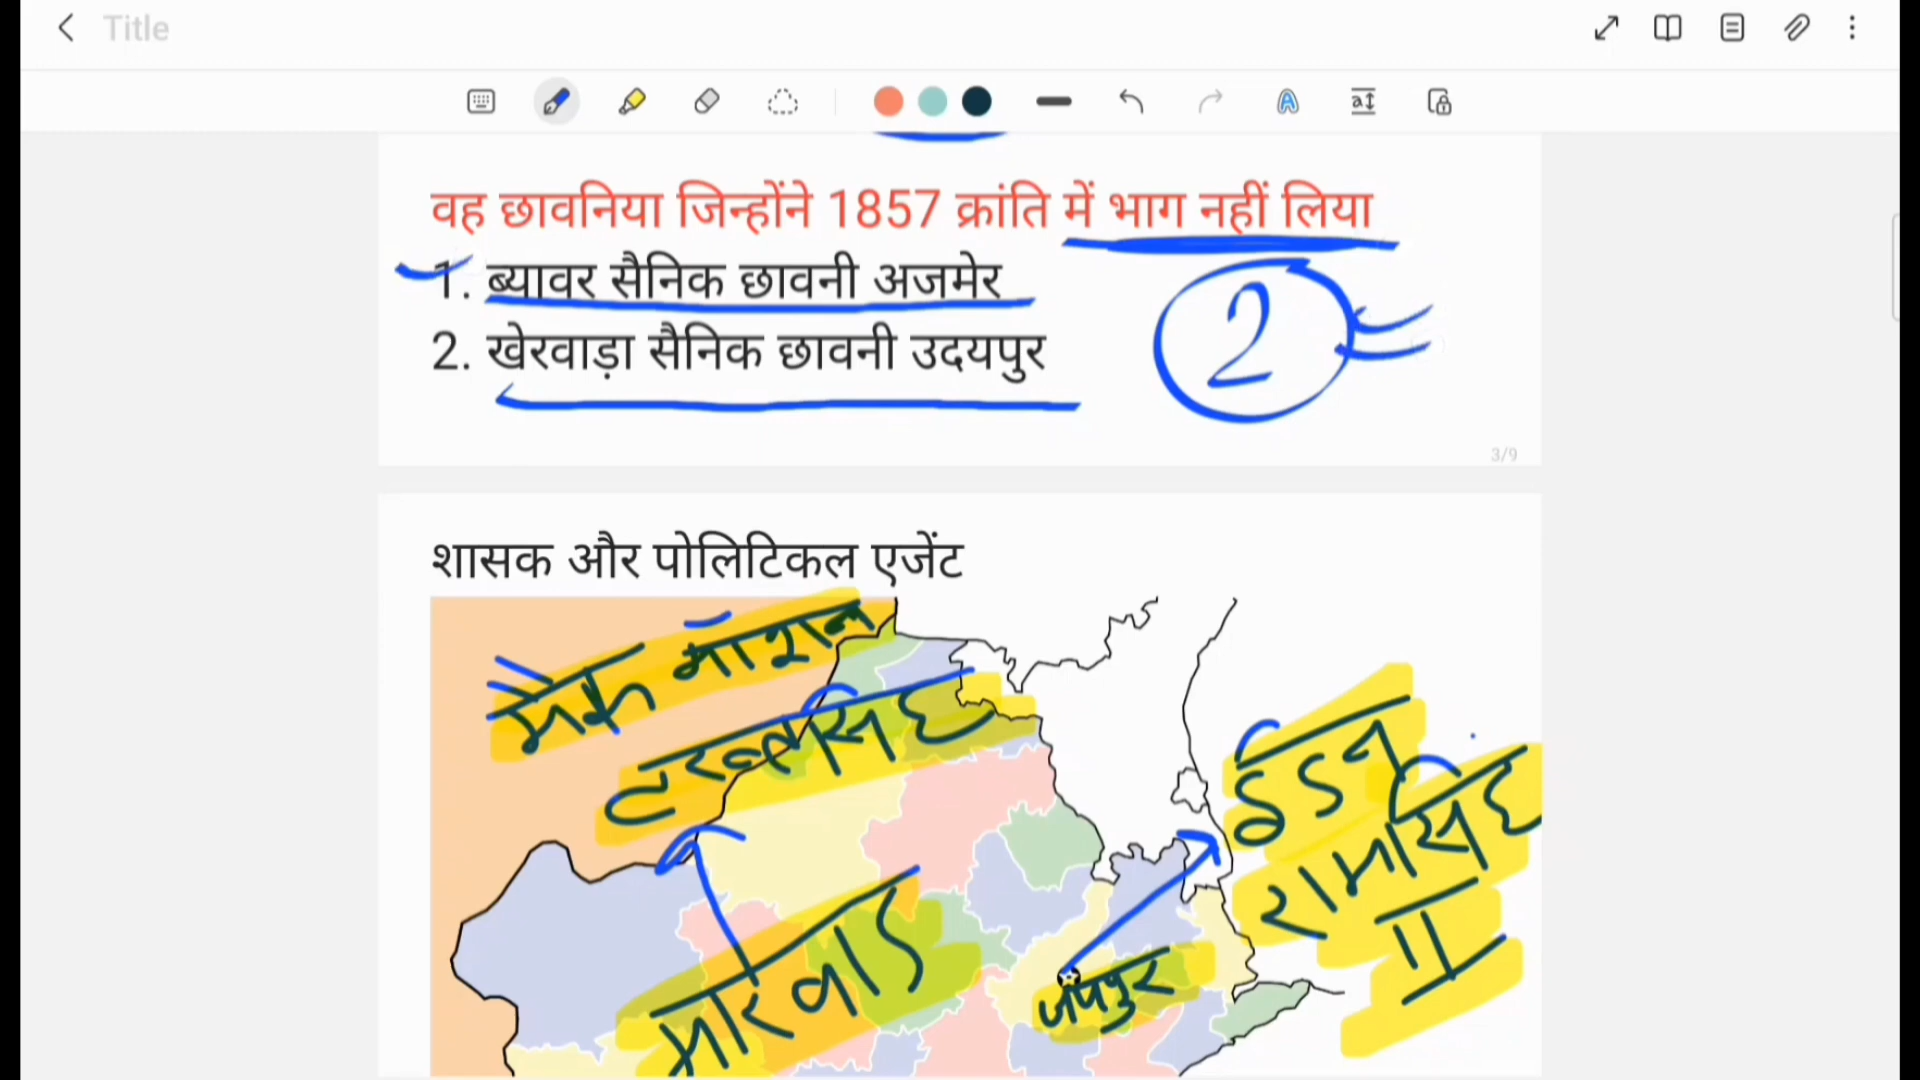 Title
वह छावनिया जिन्होंने 1857 क्रांति में भाग नहीं लिया
1. ब्यावर सैनिक छावनी अजमेर
2. खेरवाड़ा सैनिक छावनी उदयपुर
2
3/9
शासक और पोलिटिकल एजेंट
मैक मॉशन
तख्तसिंह
ईडन
रामसिंह
II
मारवाड
जयपुर